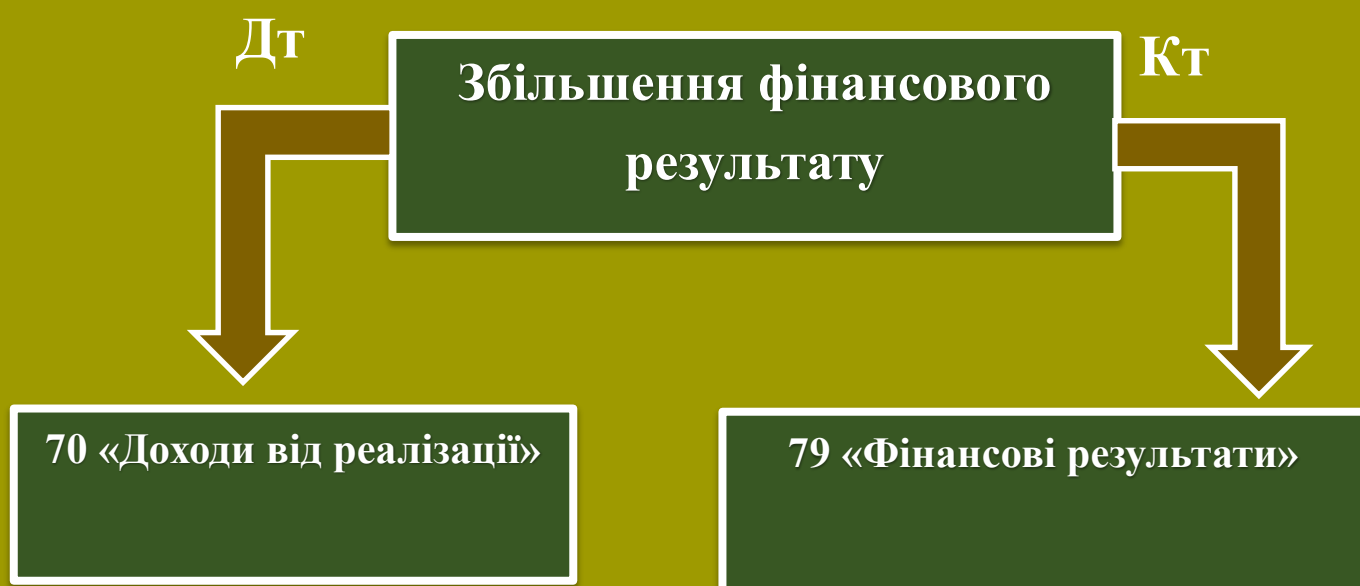 Дт
Збільшення фінансового
результату
Кт
70 «Доходи від реалізації»
79 «Фінансові результати»